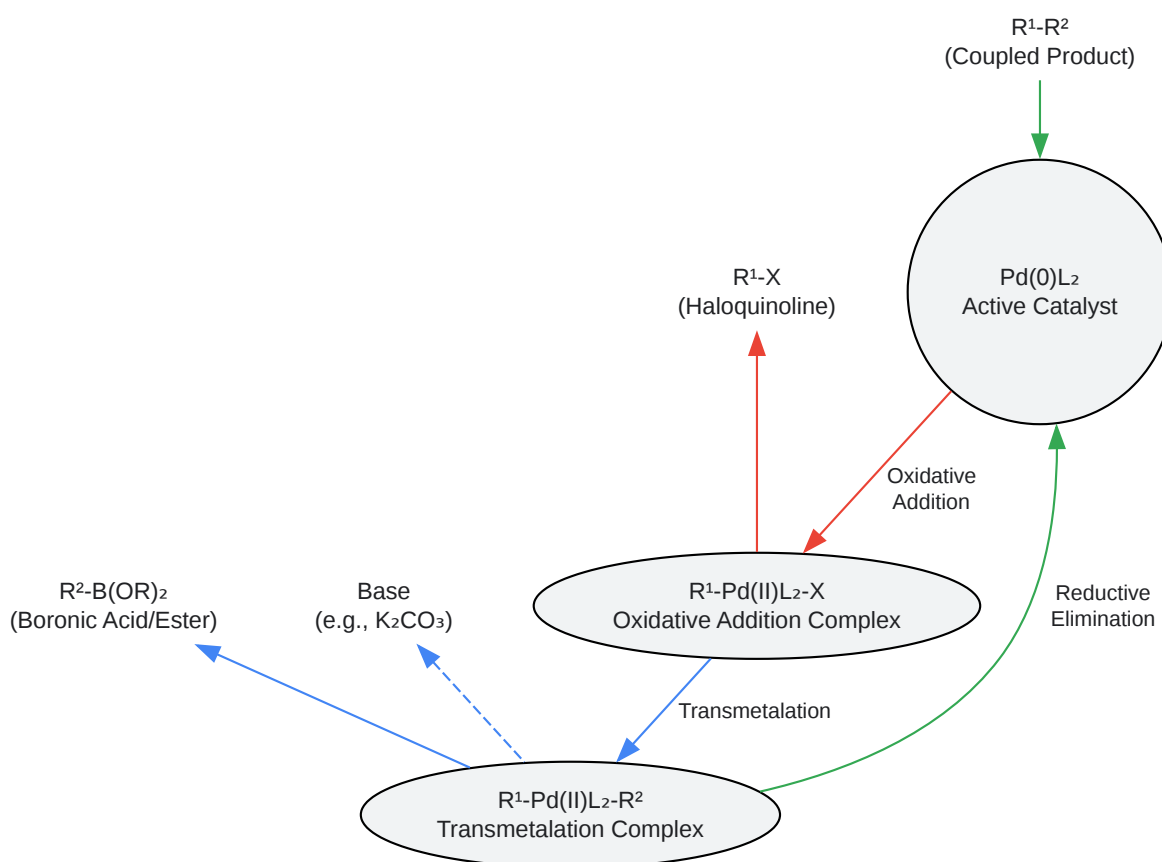 R¹-R²
(Coupled Product)
Pd(0)L₂
Active Catalyst
R¹-X
(Haloquinoline)
Oxidative
Addition
R¹-Pd(II)L₂-X
Oxidative Addition Complex
R²-B(OR)₂
(Boronic Acid/Ester)
Base
(e.g., K₂CO₃)
Reductive
Elimination
Transmetalation
R¹-Pd(II)L₂-R²
Transmetalation Complex